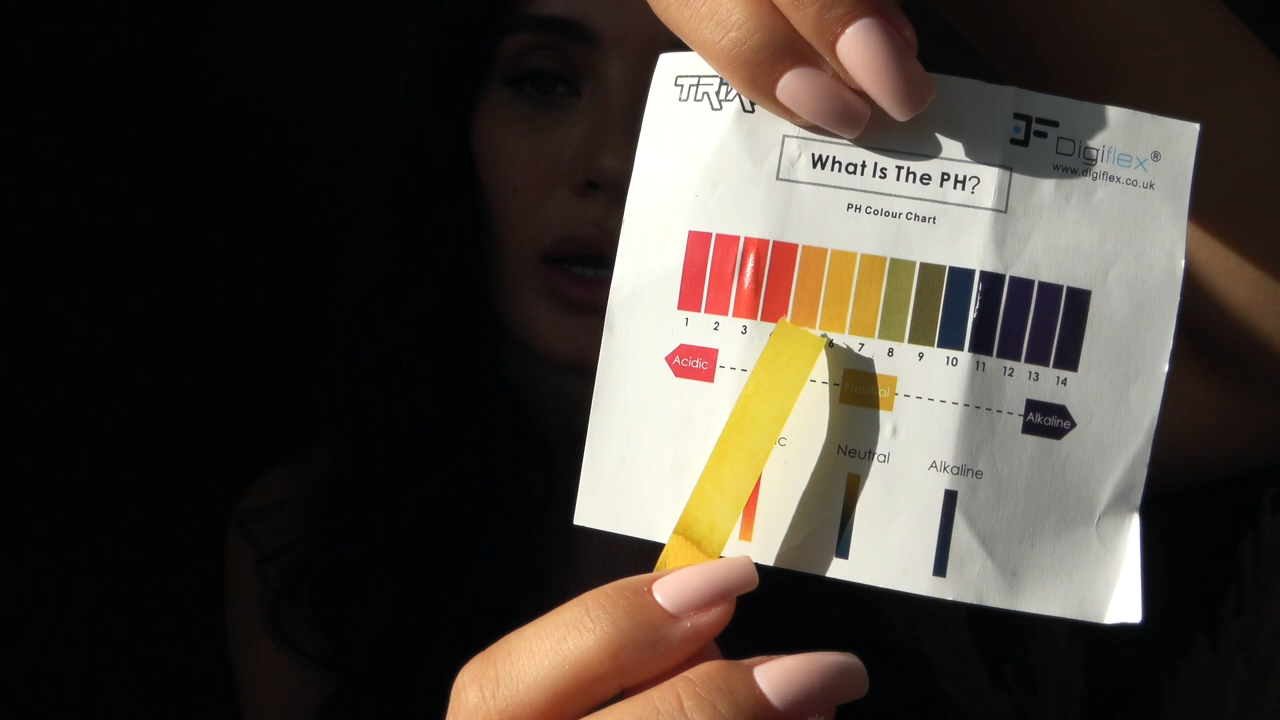 Digiflex®
www.digiflex.co.uk
What Is The PH?
PH Colour Chart
1 2 3 6 7 8 9 10 11 12 13 14
Acidic Neutral Alkaline
Neutral Alkaline